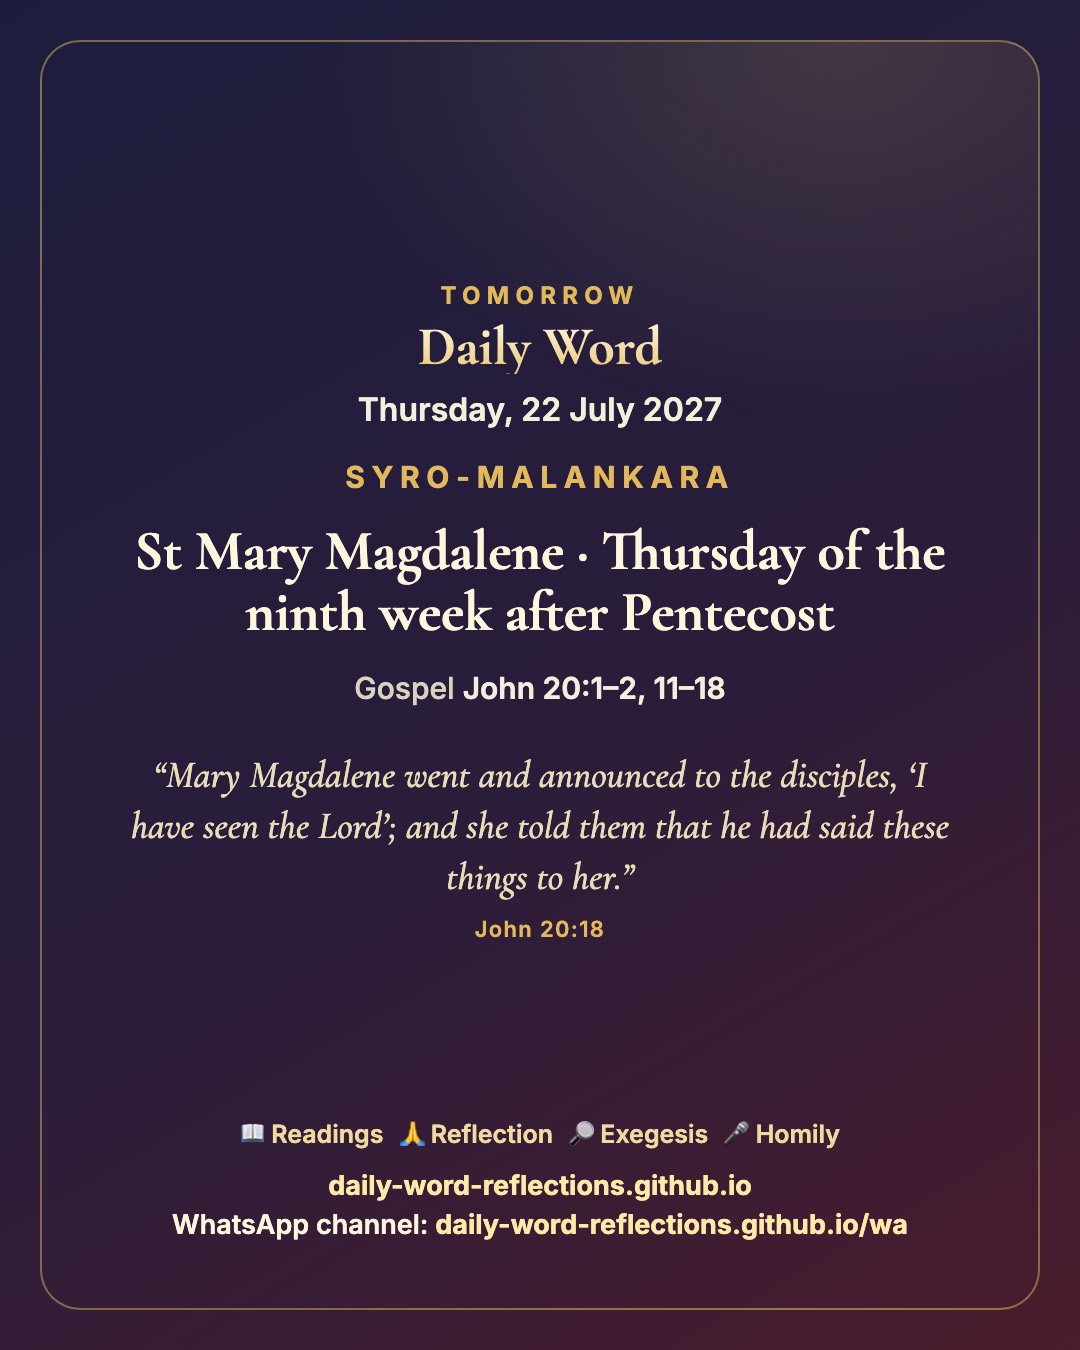 TOMORROW
Daily Word
Thursday, 22 July 2027
SYRO-MALANKARA
St Mary Magdalene · Thursday of the
ninth week after Pentecost
Gospel John 20:1–2, 11–18
“Mary Magdalene went and announced to the disciples, ‘I
have seen the Lord’; and she told them that he had said these
things to her.”
John 20:18
📖 Readings 🙏 Reflection 🔎 Exegesis 🎤 Homily
daily-word-reflections.github.io
WhatsApp channel: daily-word-reflections.github.io/wa